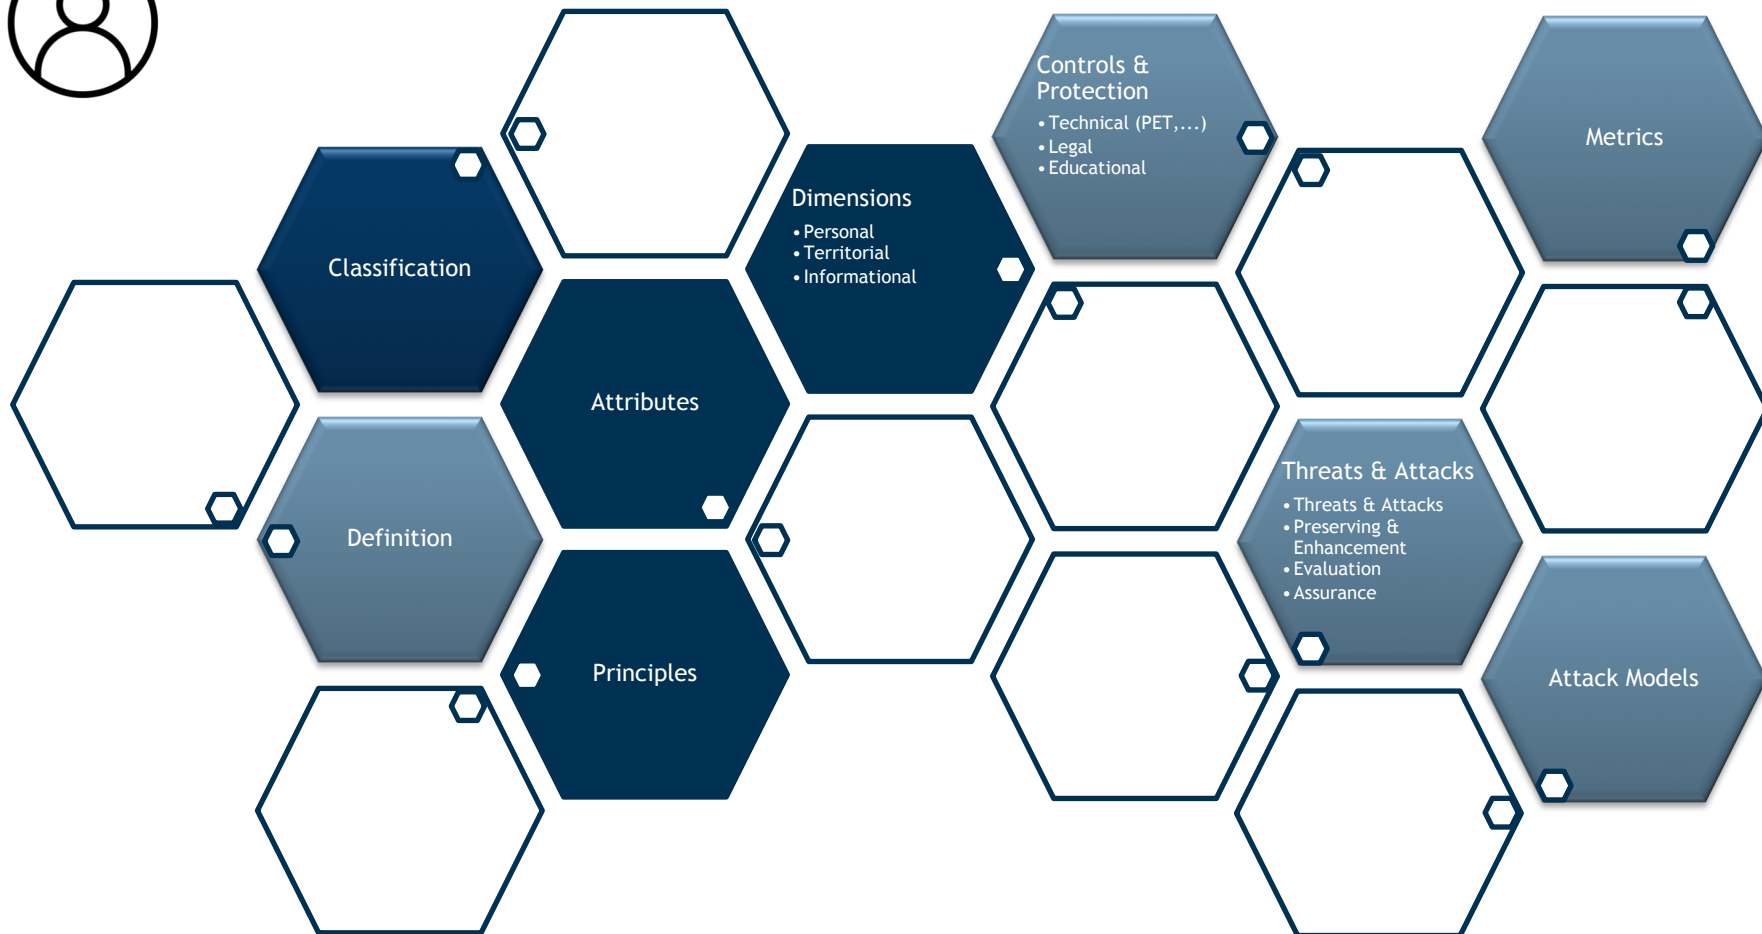 Controls &
Protection
• Technical (PET,...)
• Legal
• Educational
Metrics
Dimensions
• Personal
• Territorial
• Informational
Classification
Attributes
Definition
Threats & Attacks
• Threats & Attacks
• Preserving &
Enhancement
• Evaluation
• Assurance
Principles
Attack Models